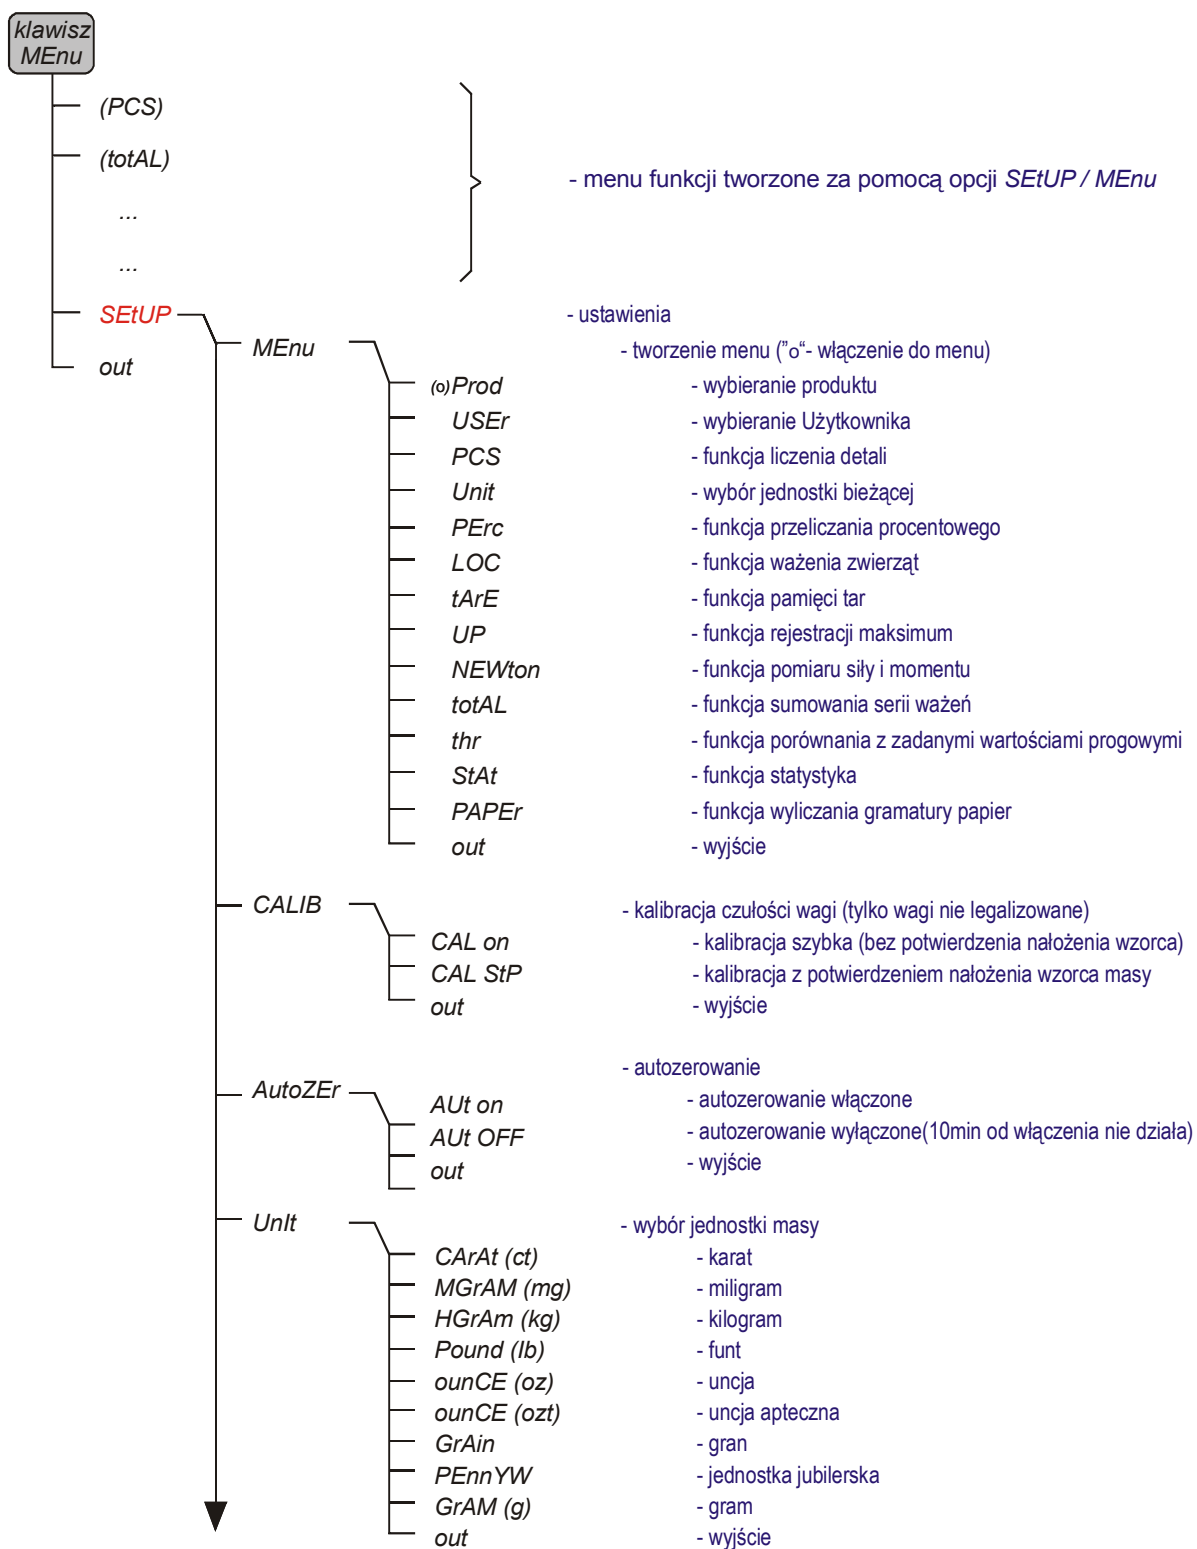 klawisz
MEnu
(PCS)
(totAL)
...
...
- menu funkcji tworzone za pomocą opcji SEtUP / MEnu
SEtUP - ustawienia
out
MEnu - tworzenie menu ("o"- włączenie do menu)
(o)Prod - wybieranie produktu
USEr - wybieranie Użytkownika
PCS - funkcja liczenia detali
Unit - wybór jednostki bieżącej
PErc - funkcja przeliczania procentowego
LOC - funkcja ważenia zwierząt
tArE - funkcja pamięci tar
UP - funkcja rejestracji maksimum
NEWton - funkcja pomiaru siły i momentu
totAL - funkcja sumowania serii ważeń
thr - funkcja porównania z zadanymi wartościami progowymi
StAt - funkcja statystyka
PAPEr - funkcja wyliczania gramatury papier
out - wyjście
CALIB - kalibracja czułości wagi (tylko wagi nie legalizowane)
CAL on - kalibracja szybka (bez potwierdzenia nałożenia wzorca)
CAL StP - kalibracja z potwierdzeniem nałożenia wzorca masy
out - wyjście
AutoZEr - autozerowanie
AUt on - autozerowanie włączone
AUt OFF - autozerowanie wyłączone(10min od włączenia nie działa)
out - wyjście
UnIt - wybór jednostki masy
CArAt (ct) - karat
MGrAM (mg) - miligram
HGrAm (kg) - kilogram
Pound (lb) - funt
ounCE (oz) - uncja
ounCE (ozt) - uncja apteczna
GrAin - gran
PEnnYW - jednostka jubilerska
GrAM (g) - gram
out - wyjście